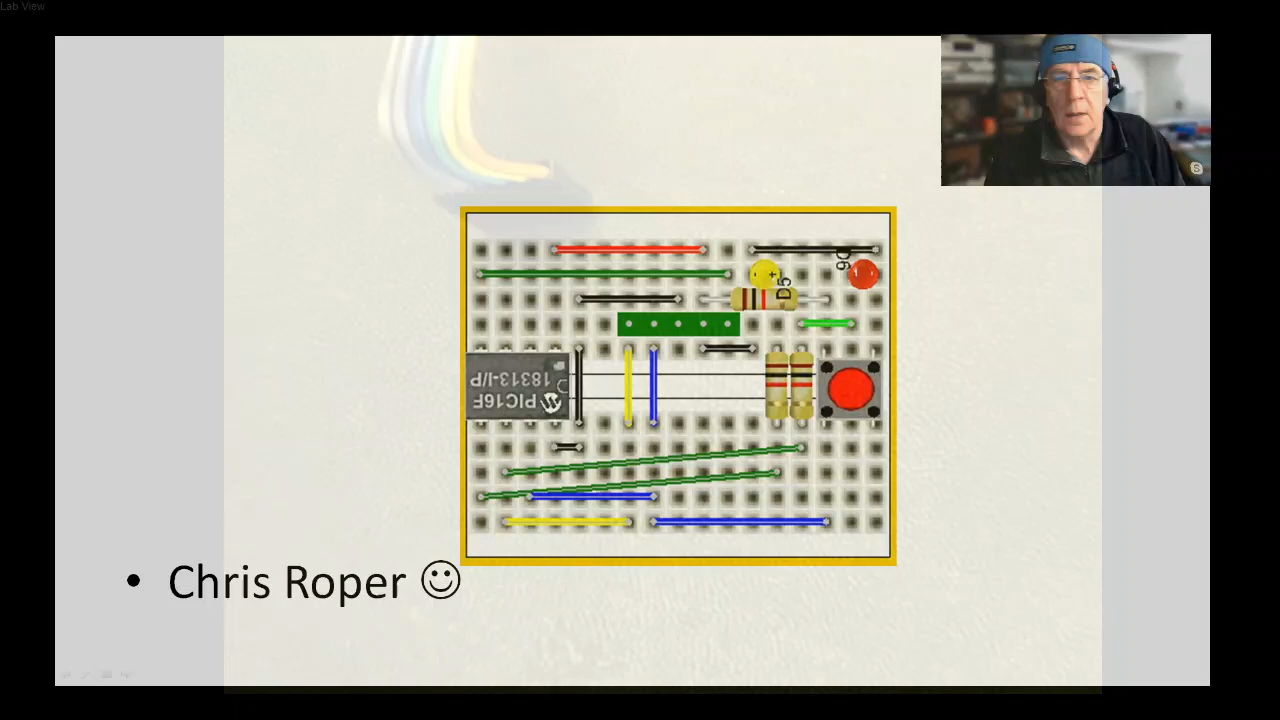 Lab View
D6
D5
PIC16F
18313-I/P
• Chris Roper ☺